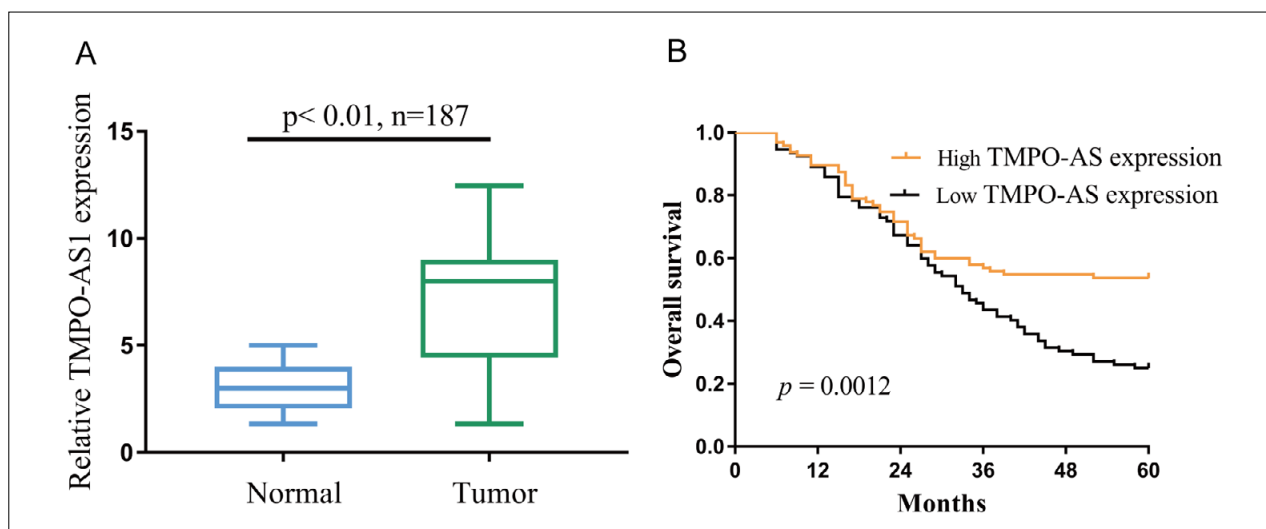 A
p< 0.01, n=187
Relative TMPO-AS1 expression
15
10
5
0
Normal
Tumor
B
Overall survival
1.0
0.8
0.6
0.4
0.2
0.0
High TMPO-AS expression
Low TMPO-AS expression
p = 0.0012
0 12 24 36 48 60
Months